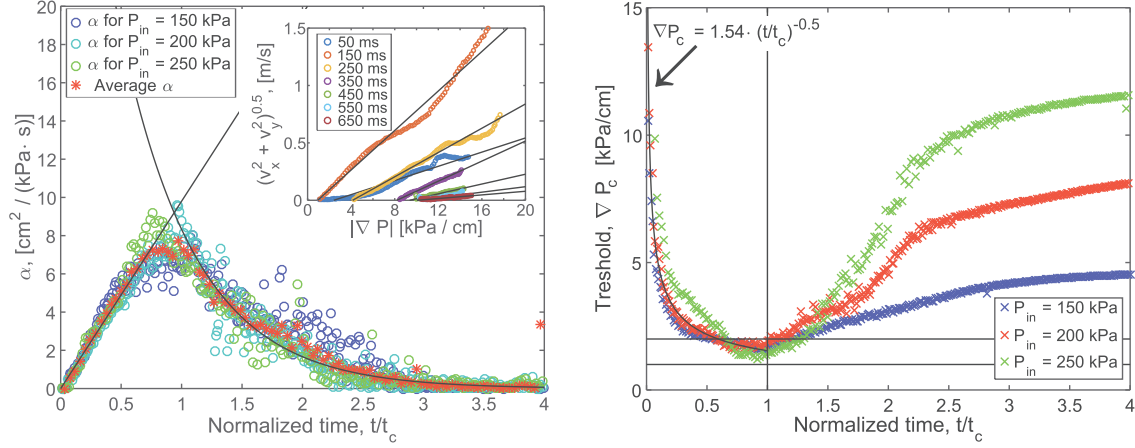 α for P_in = 150 kPa
α for P_in = 200 kPa
α for P_in = 250 kPa
Average α
α, [cm² / (kPa· s)]
20
18
16
14
12
10
8
6
4
2
0
0
0.5
1
1.5
2
2.5
3
3.5
4
Normalized time, t/t_c
(v_x² + v_y²)^0.5, [m/s]
1.5
1
0.5
0
50 ms
150 ms
250 ms
350 ms
450 ms
550 ms
650 ms
0
4
8
12
16
20
|∇ P| [kPa / cm]
Treshold, ∇ P_c [kPa/cm]
15
10
5
0
∇P_c = 1.54· (t/t_c)^-0.5
P_in = 150 kPa
P_in = 200 kPa
P_in = 250 kPa
0
0.5
1
1.5
2
2.5
3
3.5
4
Normalized time, t/t_c